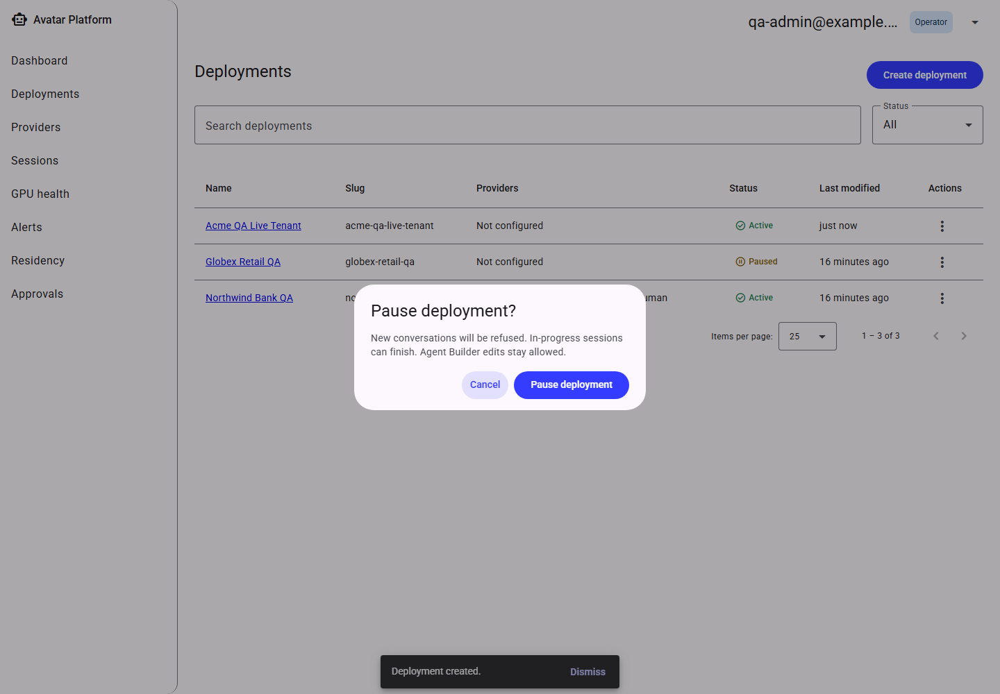 Avatar Platform
qa-admin@example....
Operator
Dashboard
Deployments
Providers
Sessions
GPU health
Alerts
Residency
Approvals
Deployments
Create deployment
Search deployments
Status
All
Name Slug Providers Status Last modified Actions
Acme QA Live Tenant acme-qa-live-tenant Not configured Active just now
Globex Retail QA globex-retail-qa Not configured Paused 16 minutes ago
Northwind Bank QA Active 16 minutes ago
Items per page: 25 1 – 3 of 3
Pause deployment?
New conversations will be refused. In-progress sessions
can finish. Agent Builder edits stay allowed.
Cancel Pause deployment
Deployment created. Dismiss